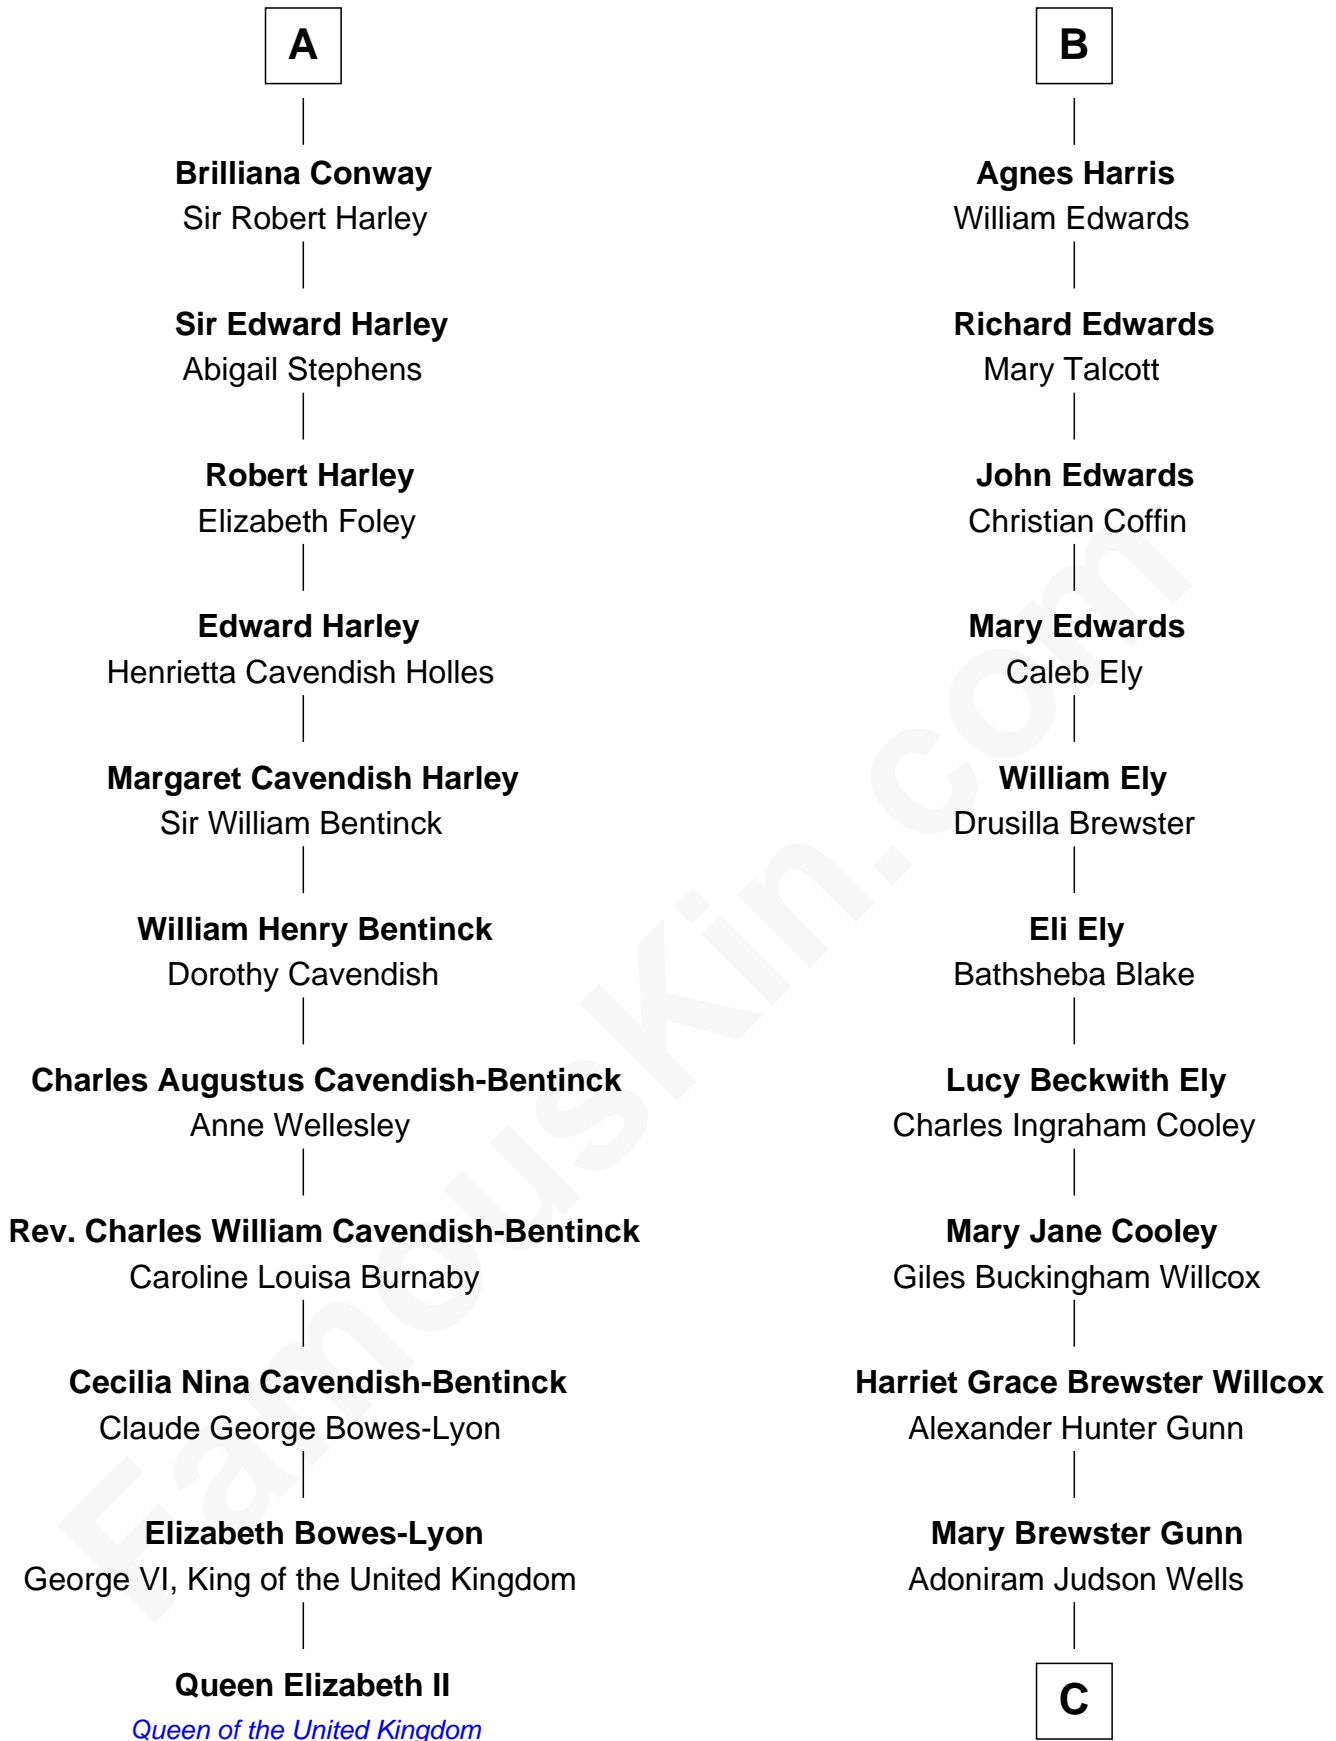 A
Brilliana Conway
Sir Robert Harley
Sir Edward Harley
Abigail Stephens
Robert Harley
Elizabeth Foley
Edward Harley
Henrietta Cavendish Holles
Margaret Cavendish Harley
Sir William Bentinck
William Henry Bentinck
Dorothy Cavendish
Charles Augustus Cavendish-Bentinck
Anne Wellesley
Rev. Charles William Cavendish-Bentinck
Caroline Louisa Burnaby
Cecilia Nina Cavendish-Bentinck
Claude George Bowes-Lyon
Elizabeth Bowes-Lyon
George VI, King of the United Kingdom
Queen Elizabeth II
Queen of the United Kingdom
B
Agnes Harris
William Edwards
Richard Edwards
Mary Talcott
John Edwards
Christian Coffin
Mary Edwards
Caleb Ely
William Ely
Drusilla Brewster
Eli Ely
Bathsheba Blake
Lucy Beckwith Ely
Charles Ingraham Cooley
Mary Jane Cooley
Giles Buckingham Willcox
Harriet Grace Brewster Willcox
Alexander Hunter Gunn
Mary Brewster Gunn
Adoniram Judson Wells
C
FamousKin.com